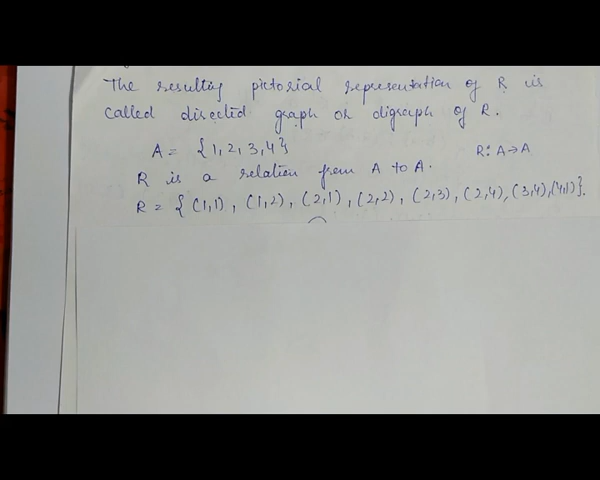 The resulting pictorial representation of R is
called directed graph or digraph of R.
A = {1,2,3,4} R: A→A
R is a relation from A to A.
R = { (1,1) , (1,2) , (2,1) , (2,2) , (2,3) , (2,4) , (3,4) , (4,1) }.